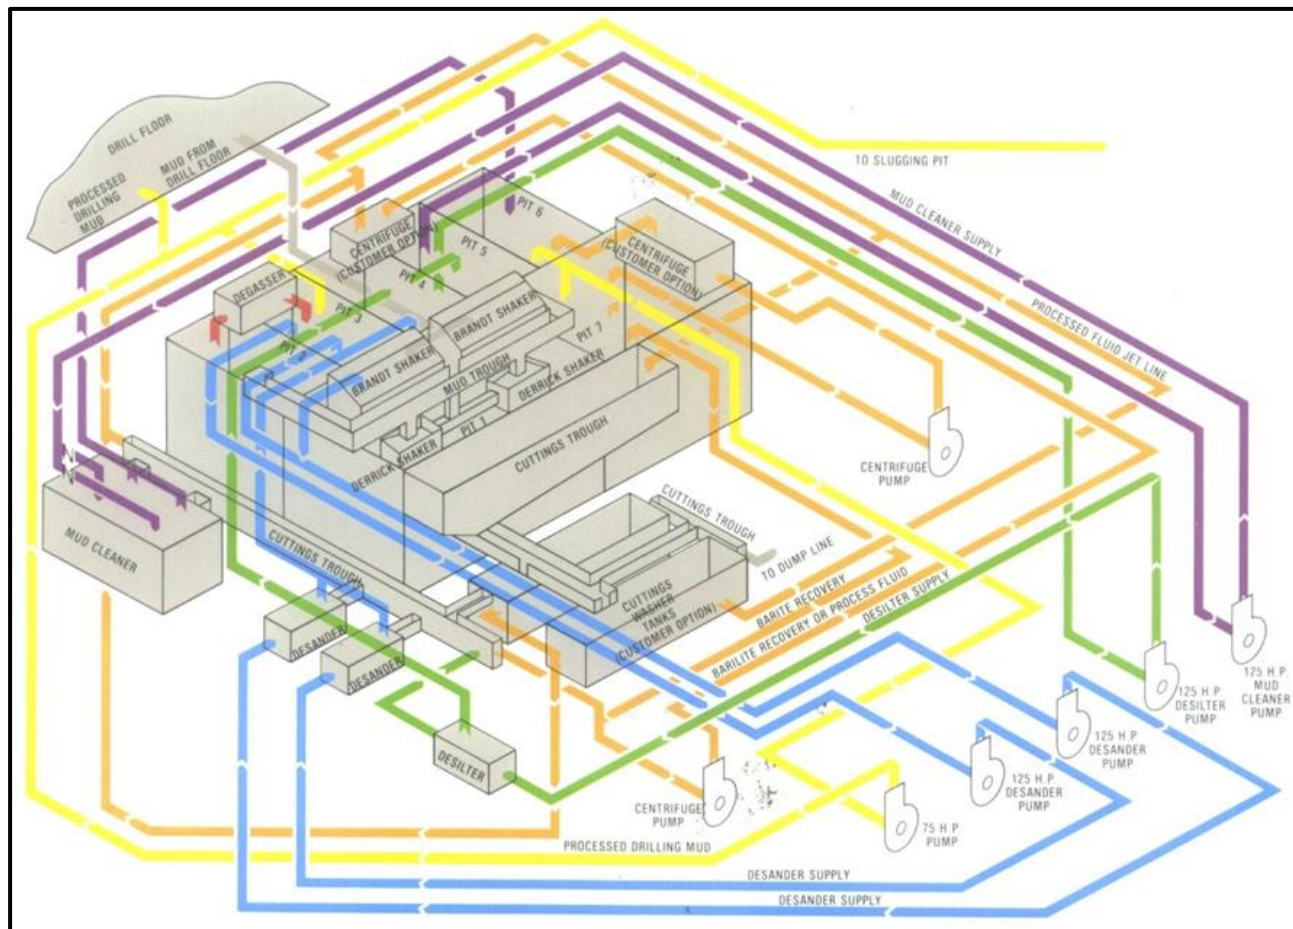 DRILL FLOOR
MUD FROM
DRILL FLOOR
PROCESSED
DRILLING
MUD
TO SLUGGING PIT
MUD CLEANER SUPPLY
PROCESSED FLUID JET LINE
PIT 6
PIT 5
CENTRIFUGE
(CUSTOMER OPTION)
CENTRIFUGE
(CUSTOMER OPTION)
PIT 4
DEGASSER
PIT 3
BRANDT SHAKER
PIT 7
PIT 2
BRANDT SHAKER
MUD TROUGH
DERRICK SHAKER
PIT 1
DERRICK SHAKER
CUTTINGS TROUGH
CENTRIFUGE
PUMP
MUD CLEANER
CUTTINGS TROUGH
CUTTINGS TROUGH
TO DUMP LINE
CUTTINGS
WASHER
TANKS
(CUSTOMER OPTION)
BARITE RECOVERY
BARILITE RECOVERY OR PROCESS FLUID
DESILTER SUPPLY
DESANDER
DESANDER
DESILTER
125 H.P.
MUD
CLEANER
PUMP
125 H.P.
DESILTER
PUMP
125 H.P
DESANDER
PUMP
125 H.P.
DESANDER
PUMP
CENTRIFUGE
PUMP
75 H.P.
PUMP
PROCESSED DRILLING MUD
DESANDER SUPPLY
DESANDER SUPPLY